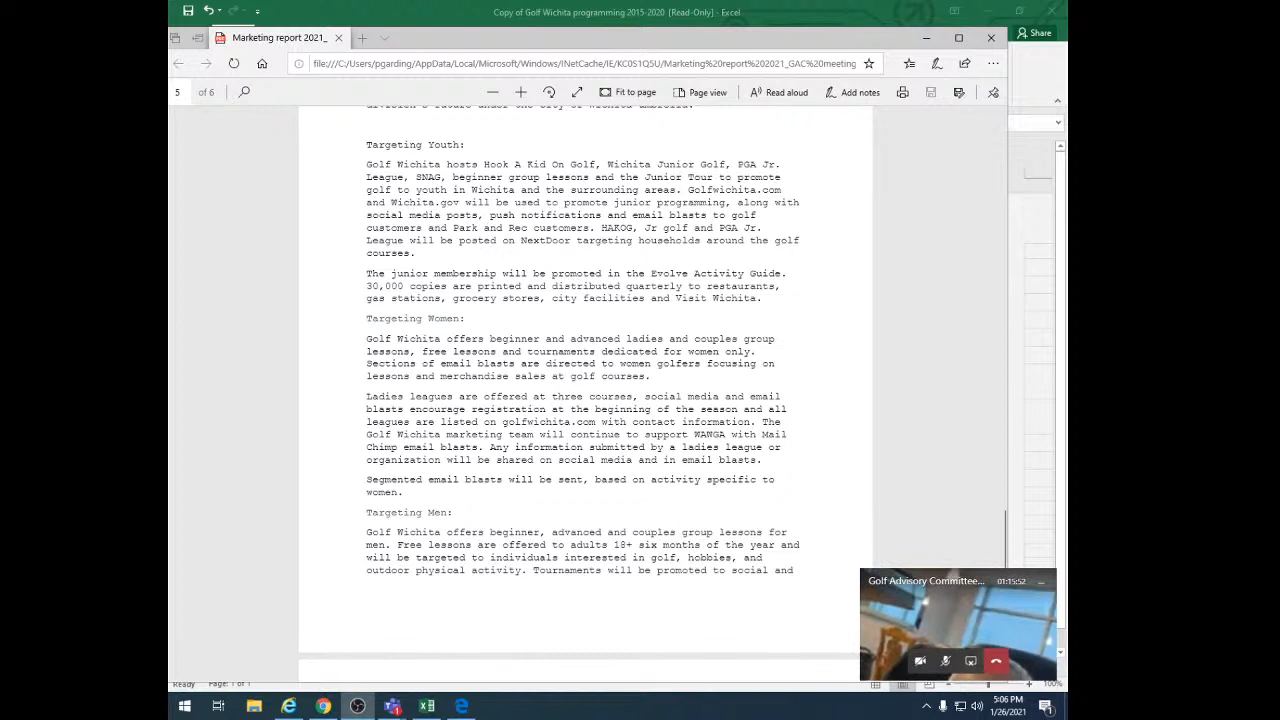 Copy of Golf Wichita programming 2015-2020 [Read-Only] - Excel
Share
Marketing report 2021_
file:///C:/Users/pgarding/AppData/Local/Microsoft/Windows/INetCache/IE/KC0S1Q5U/Marketing%20report%202021_GAC%20meeting
5 of 6
Fit to page
Page view
Read aloud
Add notes
division's future under the City of Wichita umbrella.
Targeting Youth:
Golf Wichita hosts Hook A Kid On Golf, Wichita Junior Golf, PGA Jr.
League, SNAG, beginner group lessons and the Junior Tour to promote
golf to youth in Wichita and the surrounding areas. Golfwichita.com
and Wichita.gov will be used to promote junior programming, along with
social media posts, push notifications and email blasts to golf
customers and Park and Rec customers. HAKOG, Jr golf and PGA Jr.
League will be posted on NextDoor targeting households around the golf
courses.
The junior membership will be promoted in the Evolve Activity Guide.
30,000 copies are printed and distributed quarterly to restaurants,
gas stations, grocery stores, city facilities and Visit Wichita.
Targeting Women:
Golf Wichita offers beginner and advanced ladies and couples group
lessons, free lessons and tournaments dedicated for women only.
Sections of email blasts are directed to women golfers focusing on
lessons and merchandise sales at golf courses.
Ladies leagues are offered at three courses, social media and email
blasts encourage registration at the beginning of the season and all
leagues are listed on golfwichita.com with contact information. The
Golf Wichita marketing team will continue to support WAWGA with Mail
Chimp email blasts. Any information submitted by a ladies league or
organization will be shared on social media and in email blasts.
Segmented email blasts will be sent, based on activity specific to
women.
Targeting Men:
Golf Wichita offers beginner, advanced and couples group lessons for
men. Free lessons are offered to adults 18+ six months of the year and
will be targeted to individuals interested in golf, hobbies, and
outdoor physical activity. Tournaments will be promoted to social and
Golf Advisory Committee...
01:15:52
Ready
Page: 1 of 1
100%
5:06 PM
1/26/2021